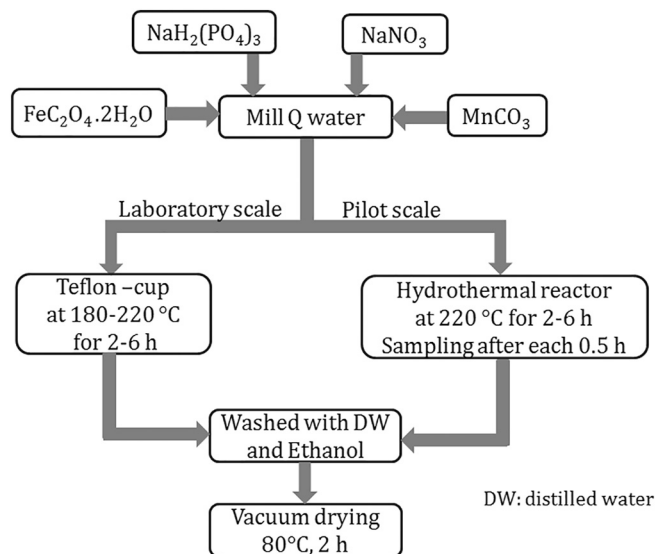 NaH₂(PO₄)₃
NaNO₃
FeC₂O₄.2H₂O
Mill Q water
MnCO₃
Laboratory scale
Pilot scale
Teflon –cup
at 180-220 °C
for 2-6 h
Hydrothermal reactor
at 220 °C for 2-6 h
Sampling after each 0.5 h
Washed with DW
and Ethanol
DW: distilled water
Vacuum drying
80°C, 2 h